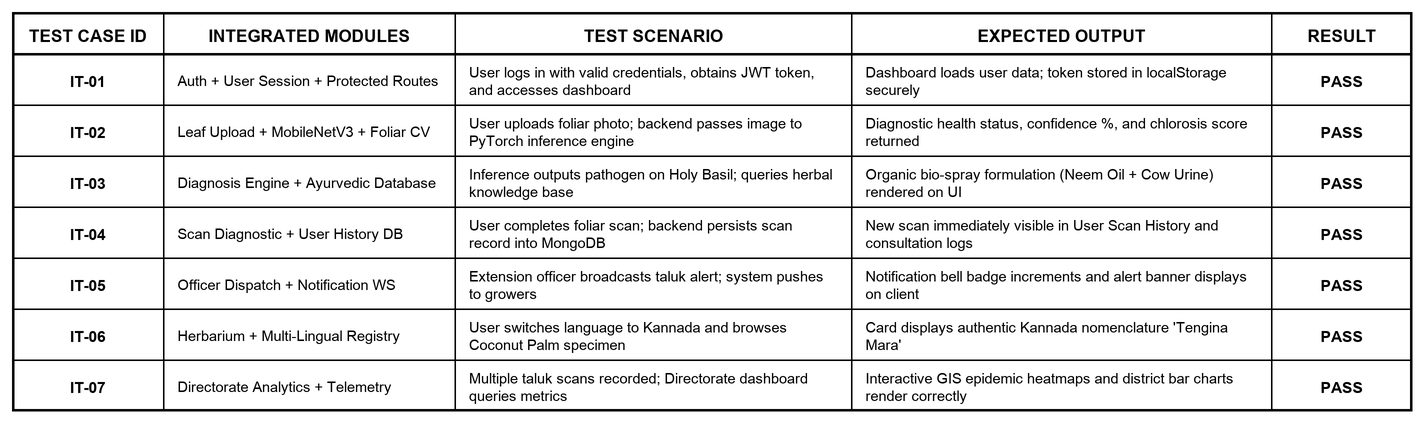 TEST CASE ID INTEGRATED MODULES TEST SCENARIO EXPECTED OUTPUT RESULT
IT-01 Auth + User Session + Protected Routes User logs in with valid credentials, obtains JWT token, and accesses dashboard Dashboard loads user data; token stored in localStorage securely PASS
IT-02 Leaf Upload + MobileNetV3 + Foliar CV User uploads foliar photo; backend passes image to PyTorch inference engine Diagnostic health status, confidence %, and chlorosis score returned PASS
IT-03 Diagnosis Engine + Ayurvedic Database Inference outputs pathogen on Holy Basil; queries herbal knowledge base Organic bio-spray formulation (Neem Oil + Cow Urine) rendered on UI PASS
IT-04 Scan Diagnostic + User History DB User completes foliar scan; backend persists scan record into MongoDB New scan immediately visible in User Scan History and consultation logs PASS
IT-05 Officer Dispatch + Notification WS Extension officer broadcasts taluk alert; system pushes to growers Notification bell badge increments and alert banner displays on client PASS
IT-06 Herbarium + Multi-Lingual Registry User switches language to Kannada and browses Coconut Palm specimen Card displays authentic Kannada nomenclature 'Tengina Mara' PASS
IT-07 Directorate Analytics + Telemetry Multiple taluk scans recorded; Directorate dashboard queries metrics Interactive GIS epidemic heatmaps and district bar charts render correctly PASS